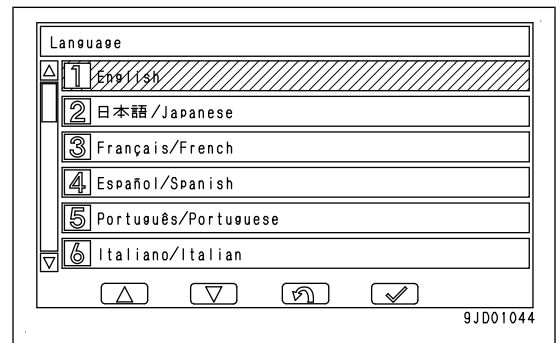 Language
1 English
2 日本語/Japanese
3 Français/French
4 Español/Spanish
5 Português/Portuguese
6 Italiano/Italian
9JD01044